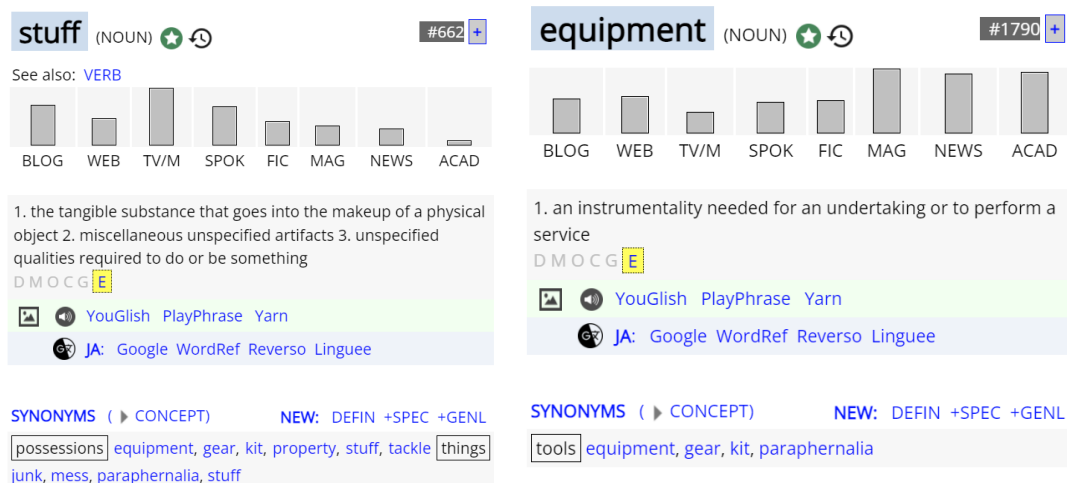 stuff (NOUN) #662 +
See also: VERB
BLOG WEB TV/M SPOK FIC MAG NEWS ACAD
1. the tangible substance that goes into the makeup of a physical
object 2. miscellaneous unspecified artifacts 3. unspecified
qualities required to do or be something
D M O C G E
YouGlish PlayPhrase Yarn
JA: Google WordRef Reverso Linguee
SYNONYMS ( CONCEPT) NEW: DEFIN +SPEC +GENL
possessions equipment, gear, kit, property, stuff, tackle things
junk, mess, paraphernalia, stuff
equipment (NOUN) #1790 +
BLOG WEB TV/M SPOK FIC MAG NEWS ACAD
1. an instrumentality needed for an undertaking or to perform a
service
D M O C G E
YouGlish PlayPhrase Yarn
JA: Google WordRef Reverso Linguee
SYNONYMS ( CONCEPT) NEW: DEFIN +SPEC +GENL
tools equipment, gear, kit, paraphernalia